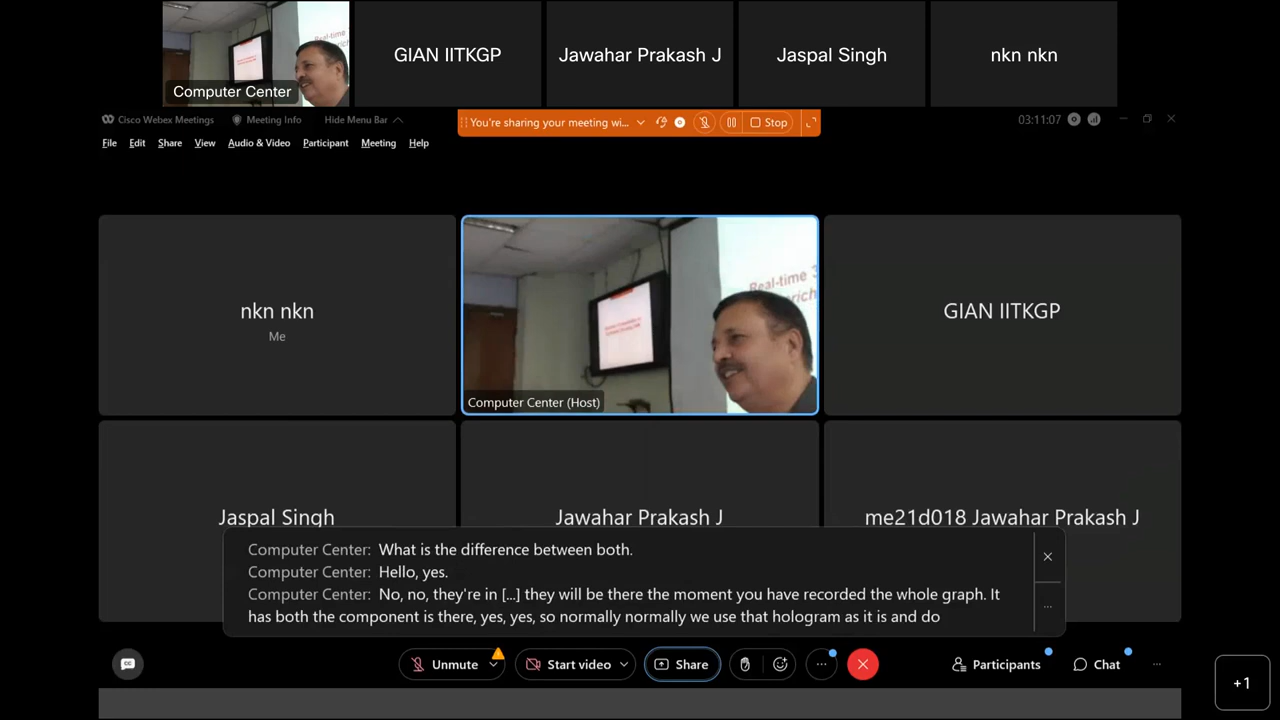 GIAN IITKGP
Jawahar Prakash J
Jaspal Singh
nkn nkn
Computer Center
Cisco Webex Meetings
Meeting Info
Hide Menu Bar
You're sharing your meeting wi...
Stop
03:11:07
File Edit Share View Audio & Video Participant Meeting Help
nkn nkn
Me
Real-time
Computer Center (Host)
GIAN IITKGP
Jaspal Singh
Jawahar Prakash J
me21d018 Jawahar Prakash J
Computer Center: What is the difference between both.
Computer Center: Hello, yes.
Computer Center: No, no, they're in [...] they will be there the moment you have recorded the whole graph. It
has both the component is there, yes, yes, so normally normally we use that hologram as it is and do
Unmute
Start video
Share
Participants
Chat
+1